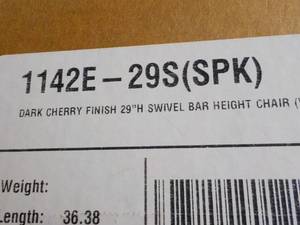 1142E-29S(SPK)
DARK CHERRY FINISH 29"H SWIVEL BAR HEIGHT CHAIR (
Weight:
Length: 36.38